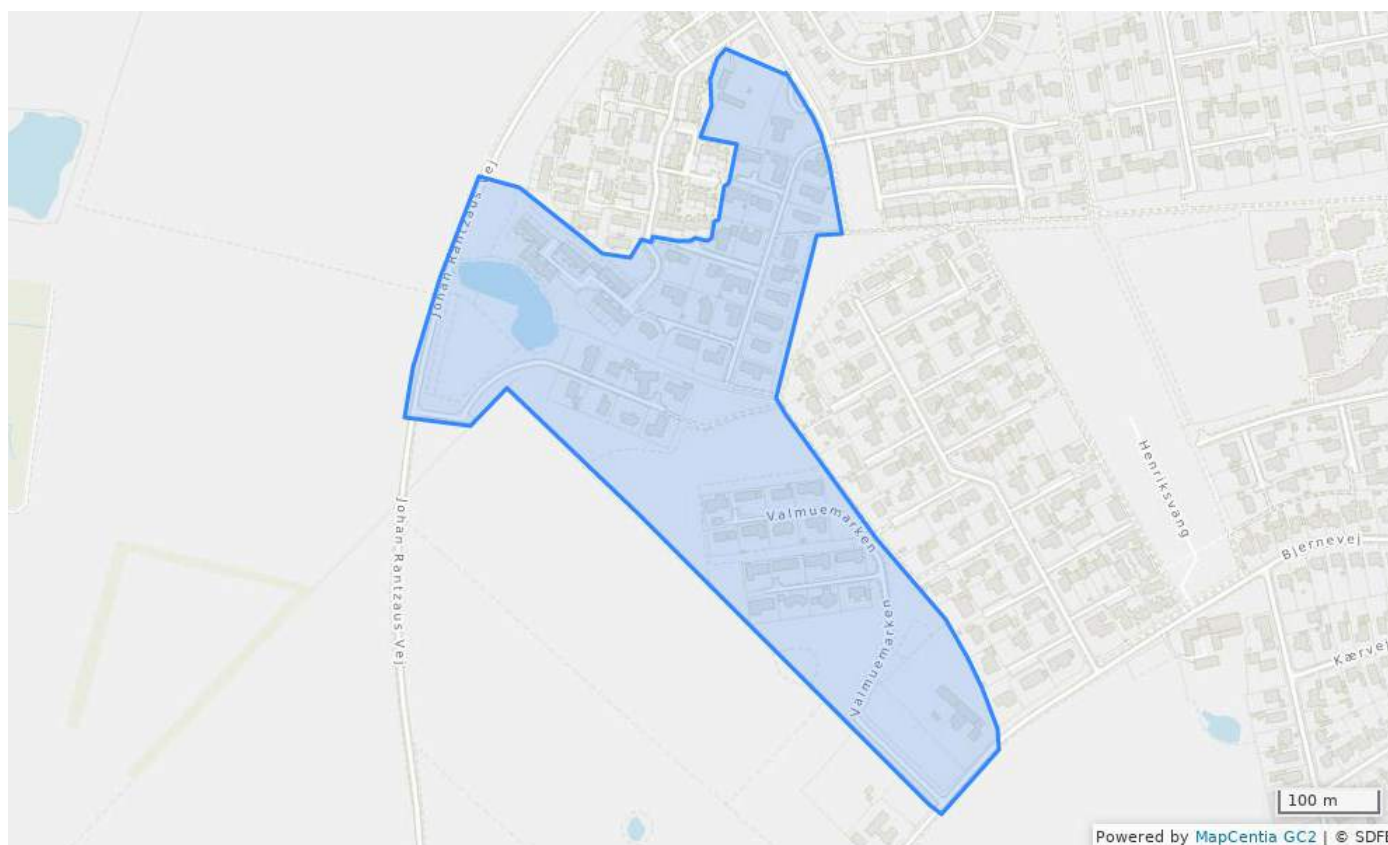 Johan Rantzaus Vej
Johan Rantzaus Vej
Valmuemarken
Valmuemarken
Henriksvang
Bjernevej
Kærvej
100 m
Powered by MapCentia GC2 | © SDFE